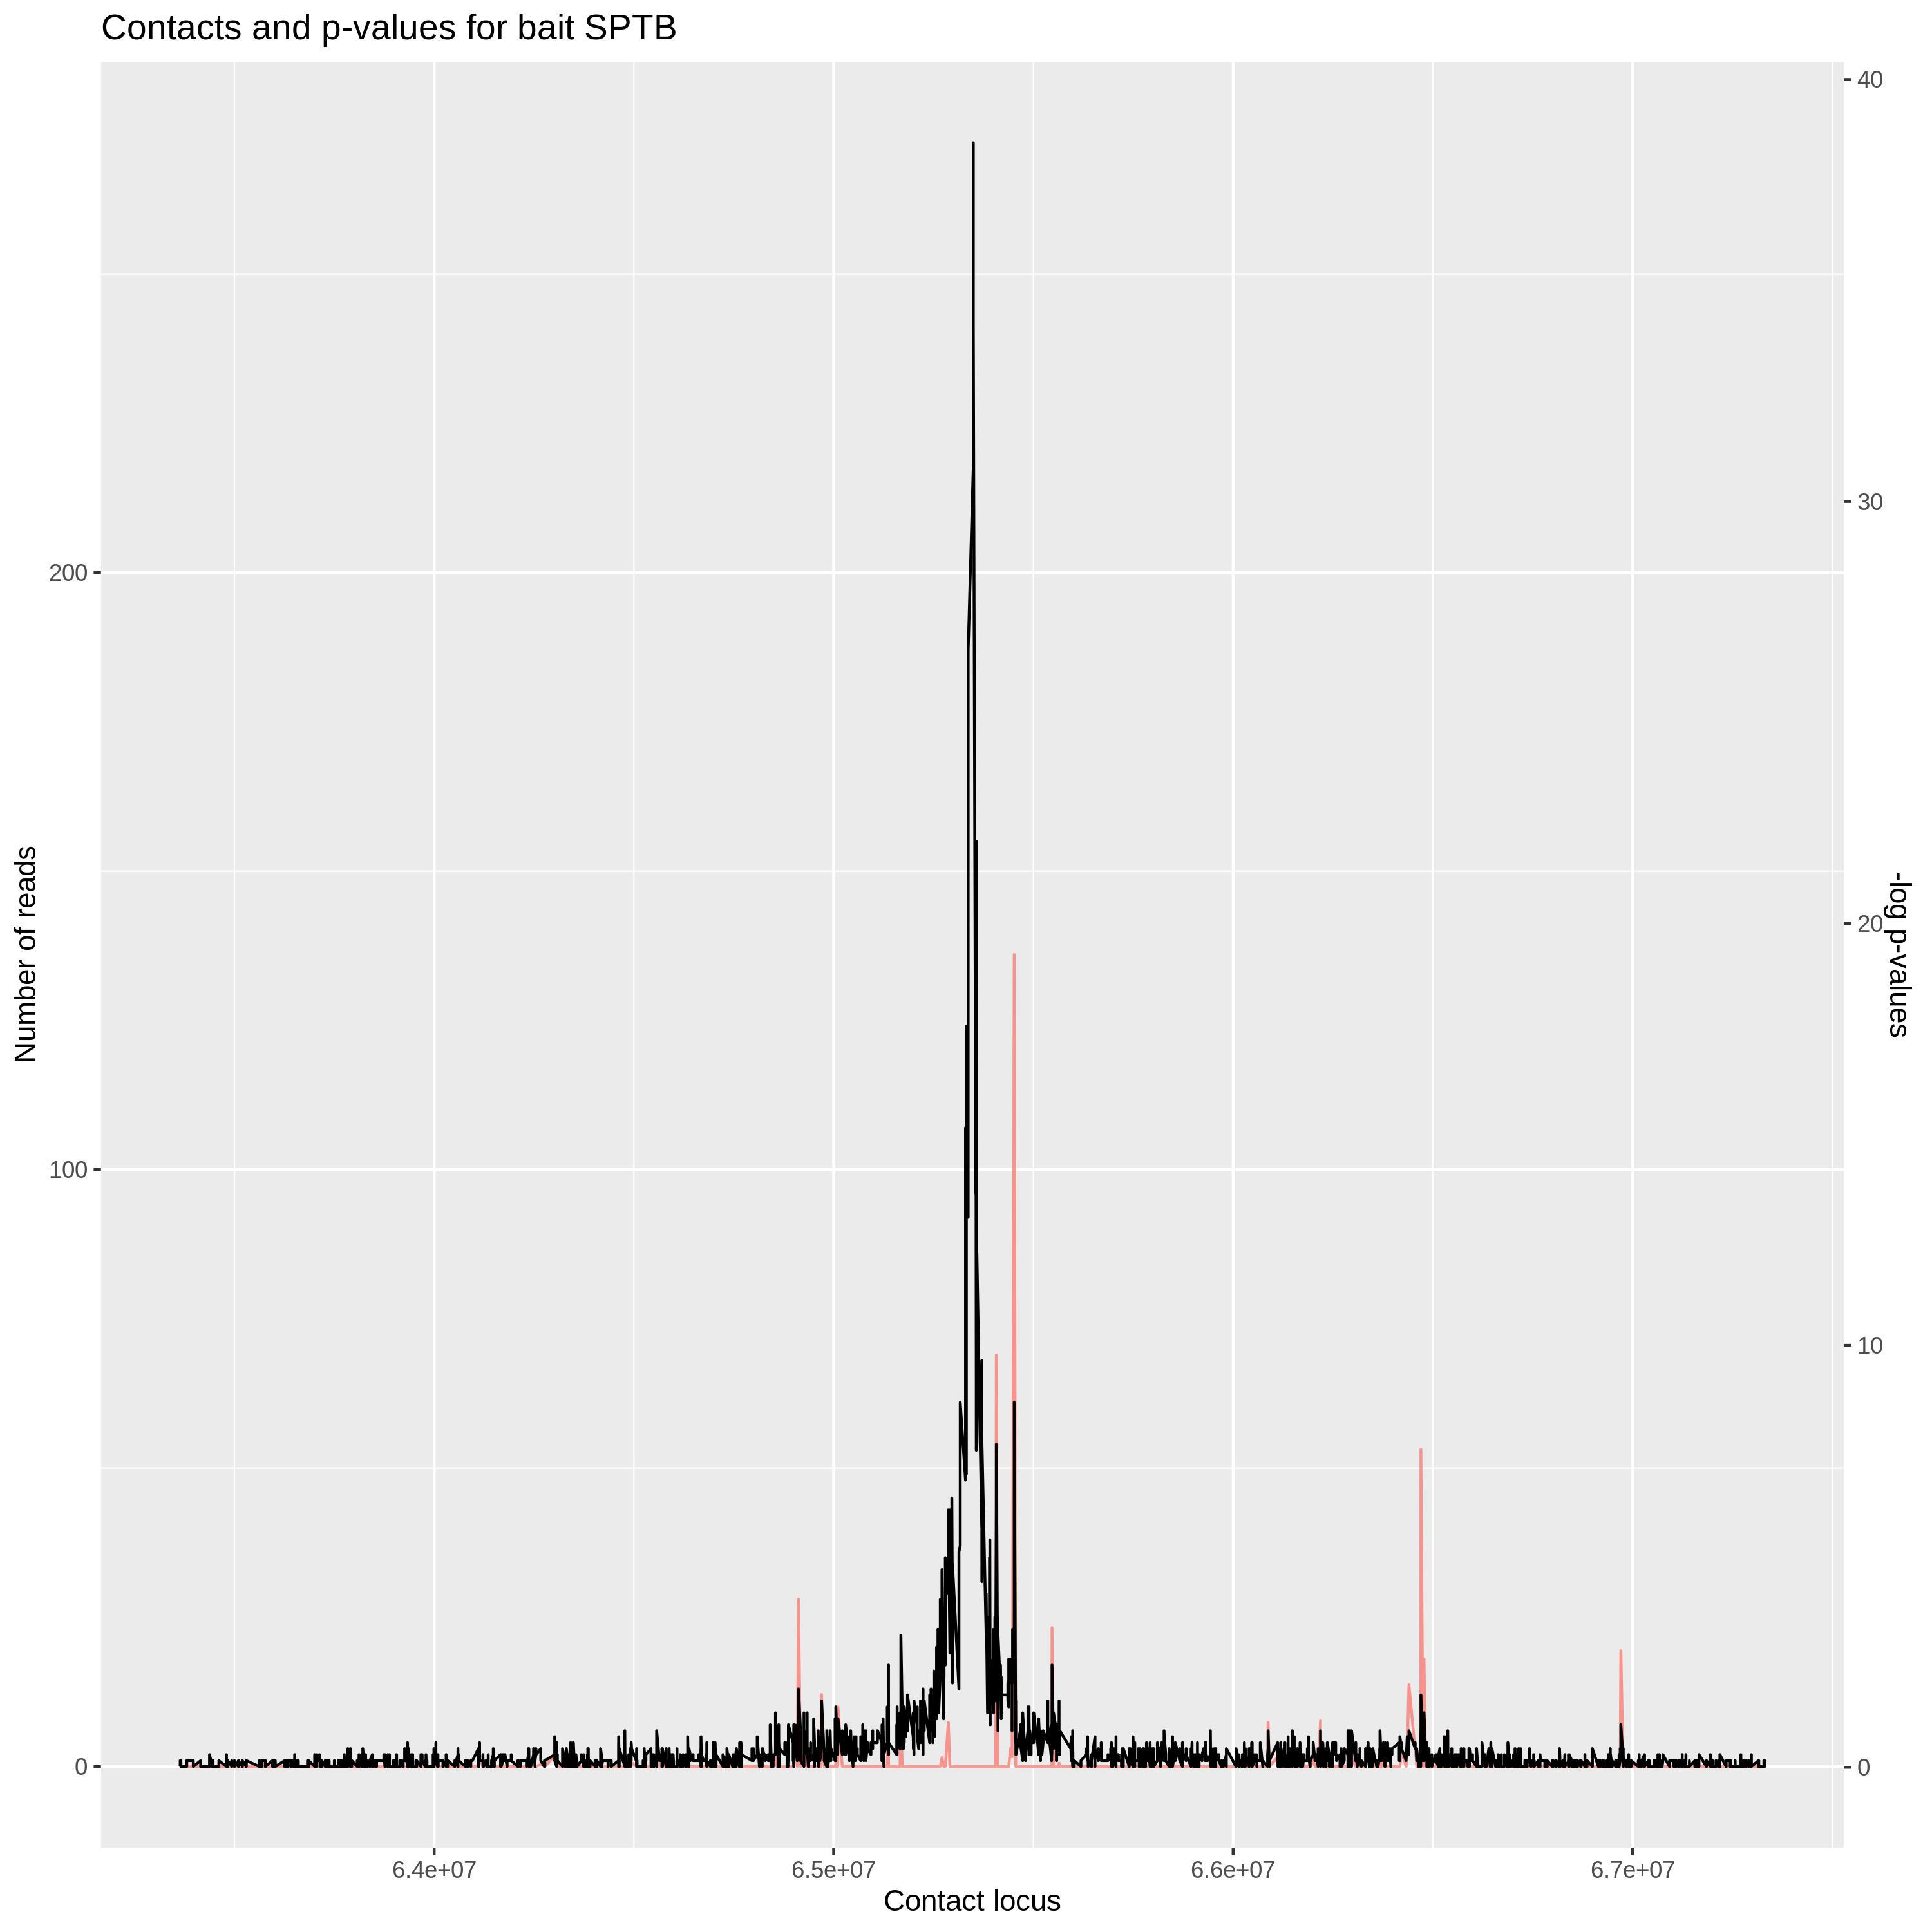 Contacts and p-values for bait SPTB
40
30
200
20
Number of reads
-log p-values
100
10
0
0
6.4e+07
6.5e+07
6.6e+07
6.7e+07
Contact locus